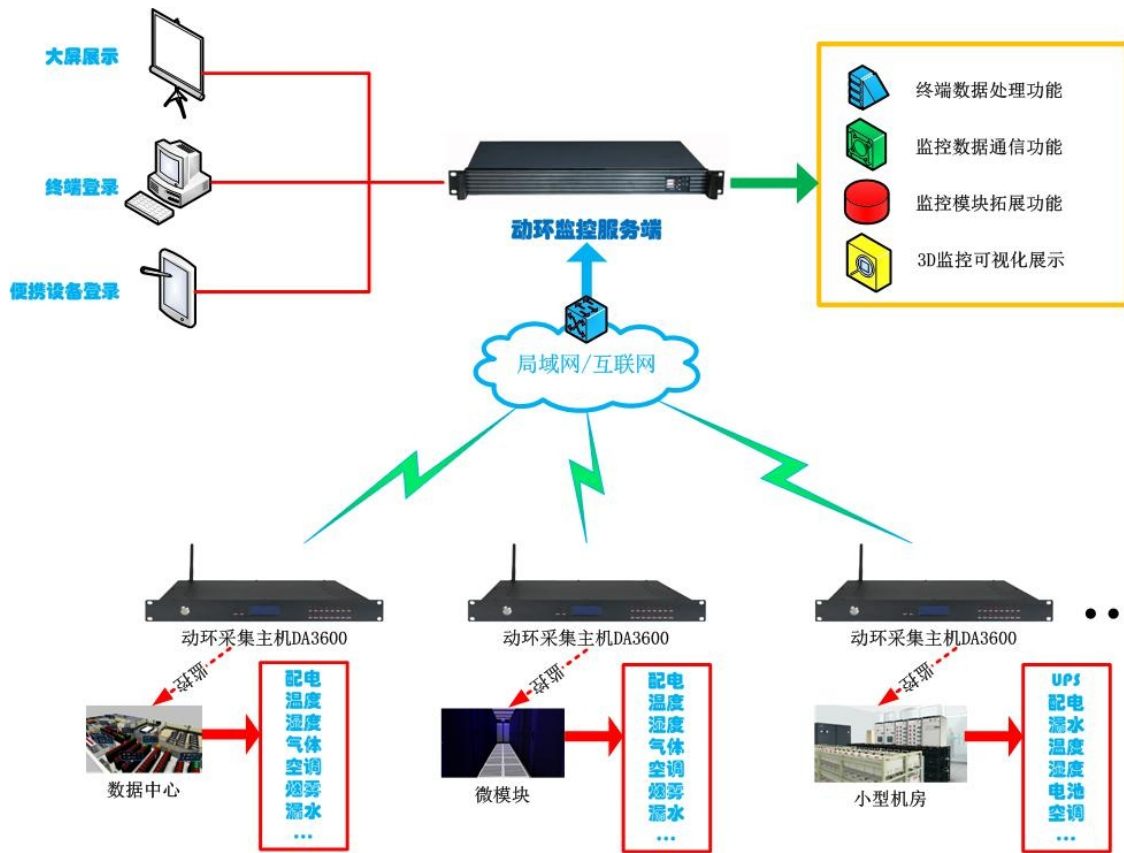 大屏展示
终端登录
便携设备登录
动环监控服务端
终端数据处理功能
监控数据通信功能
监控模块拓展功能
3D监控可视化展示
局域网/互联网
动环采集主机DA3600
动环采集主机DA3600
动环采集主机DA3600
监控
监控
监控
数据中心
配电
温度
湿度
气体
空调
烟雾
漏水
...
微模块
配电
温度
湿度
气体
空调
烟雾
漏水
...
小型机房
UPS
配电
漏水
温度
湿度
电池
空调
...